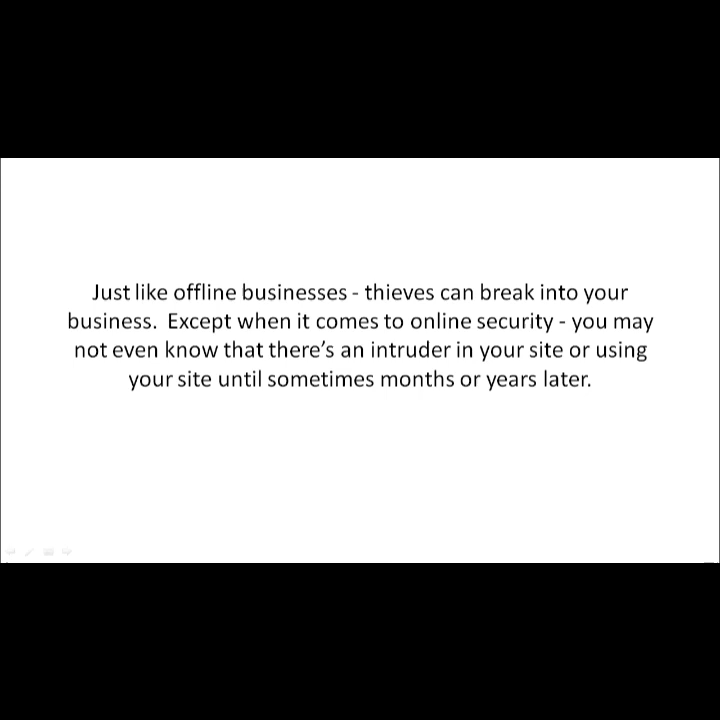 Just like offline businesses - thieves can break into your
business.  Except when it comes to online security - you may
not even know that there’s an intruder in your site or using
your site until sometimes months or years later.